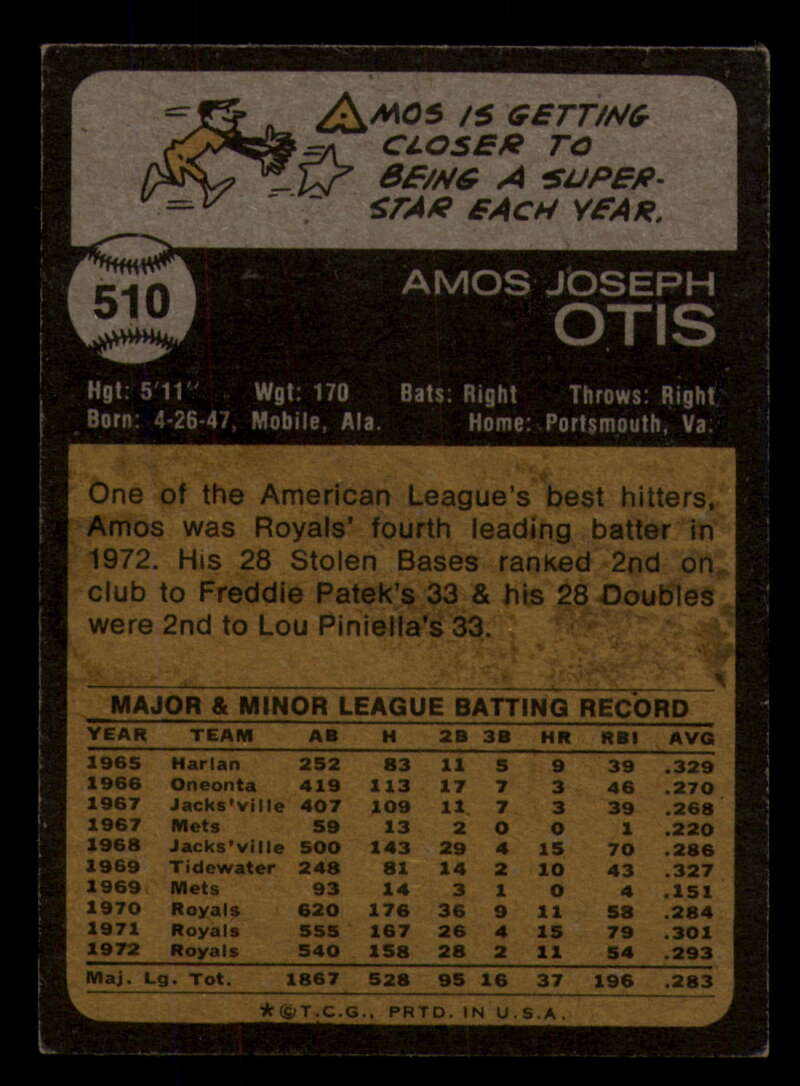 AMOS IS GETTING
CLOSER TO
BEING A SUPER-
STAR EACH YEAR.
510
AMOS JOSEPH
OTIS
Hgt: 5'11" Wgt: 170 Bats: Right Throws: Right
Born: 4-26-47, Mobile, Ala. Home: Portsmouth, Va.
One of the American League's best hitters,
Amos was Royals' fourth leading batter in
1972. His 28 Stolen Bases ranked 2nd on
club to Freddie Patek's 33 & his 28 Doubles
were 2nd to Lou Piniella's 33.
MAJOR & MINOR LEAGUE BATTING RECORD
YEAR TEAM AB H 2B 3B HR RBI AVG
1965 Harlan 252 83 11 5 9 39 .329
1966 Oneonta 419 113 17 7 3 46 .270
1967 Jacks'ville 407 109 11 7 3 39 .268
1967 Mets 59 13 2 0 0 1 .220
1968 Jacks'ville 500 143 29 4 15 70 .286
1969 Tidewater 248 81 14 2 10 43 .327
1969 Mets 93 14 3 1 0 4 .151
1970 Royals 620 176 36 9 11 58 .284
1971 Royals 555 167 26 4 15 79 .301
1972 Royals 540 158 28 2 11 54 .293
Maj. Lg. Tot. 1867 528 95 16 37 196 .283
*©T.C.G., PRTD. IN U.S.A.